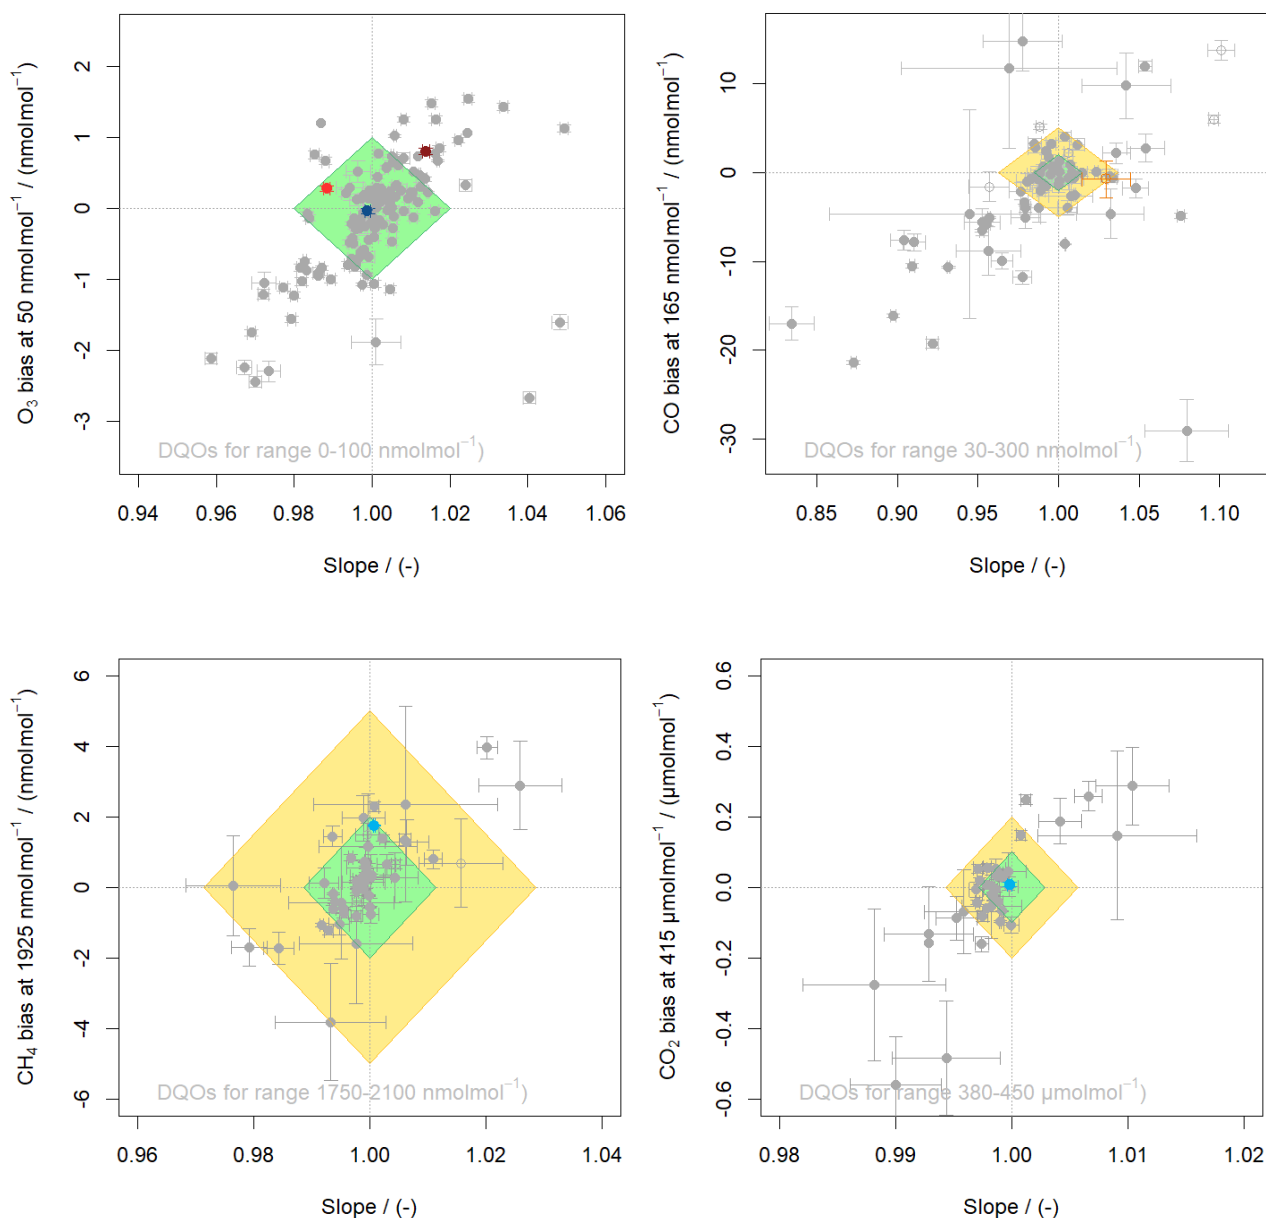 O₃ bias at 50 nmolmol⁻¹ / (nmolmol⁻¹)
2
1
0
-1
-2
-3
DQOs for range 0-100 nmolmol⁻¹)
0.94 0.96 0.98 1.00 1.02 1.04 1.06
Slope / (-)
CO bias at 165 nmolmol⁻¹ / (nmolmol⁻¹)
10
0
-10
-20
-30
DQOs for range 30-300 nmolmol⁻¹)
0.85 0.90 0.95 1.00 1.05 1.10
Slope / (-)
CH₄ bias at 1925 nmolmol⁻¹ / (nmolmol⁻¹)
6
4
2
0
-2
-4
-6
DQOs for range 1750-2100 nmolmol⁻¹)
0.96 0.98 1.00 1.02 1.04
Slope / (-)
CO₂ bias at 415 μmolmol⁻¹ / (μmolmol⁻¹)
0.6
0.4
0.2
0.0
-0.2
-0.4
-0.6
DQOs for range 380-450 μmolmol⁻¹)
0.98 0.99 1.00 1.01 1.02
Slope / (-)